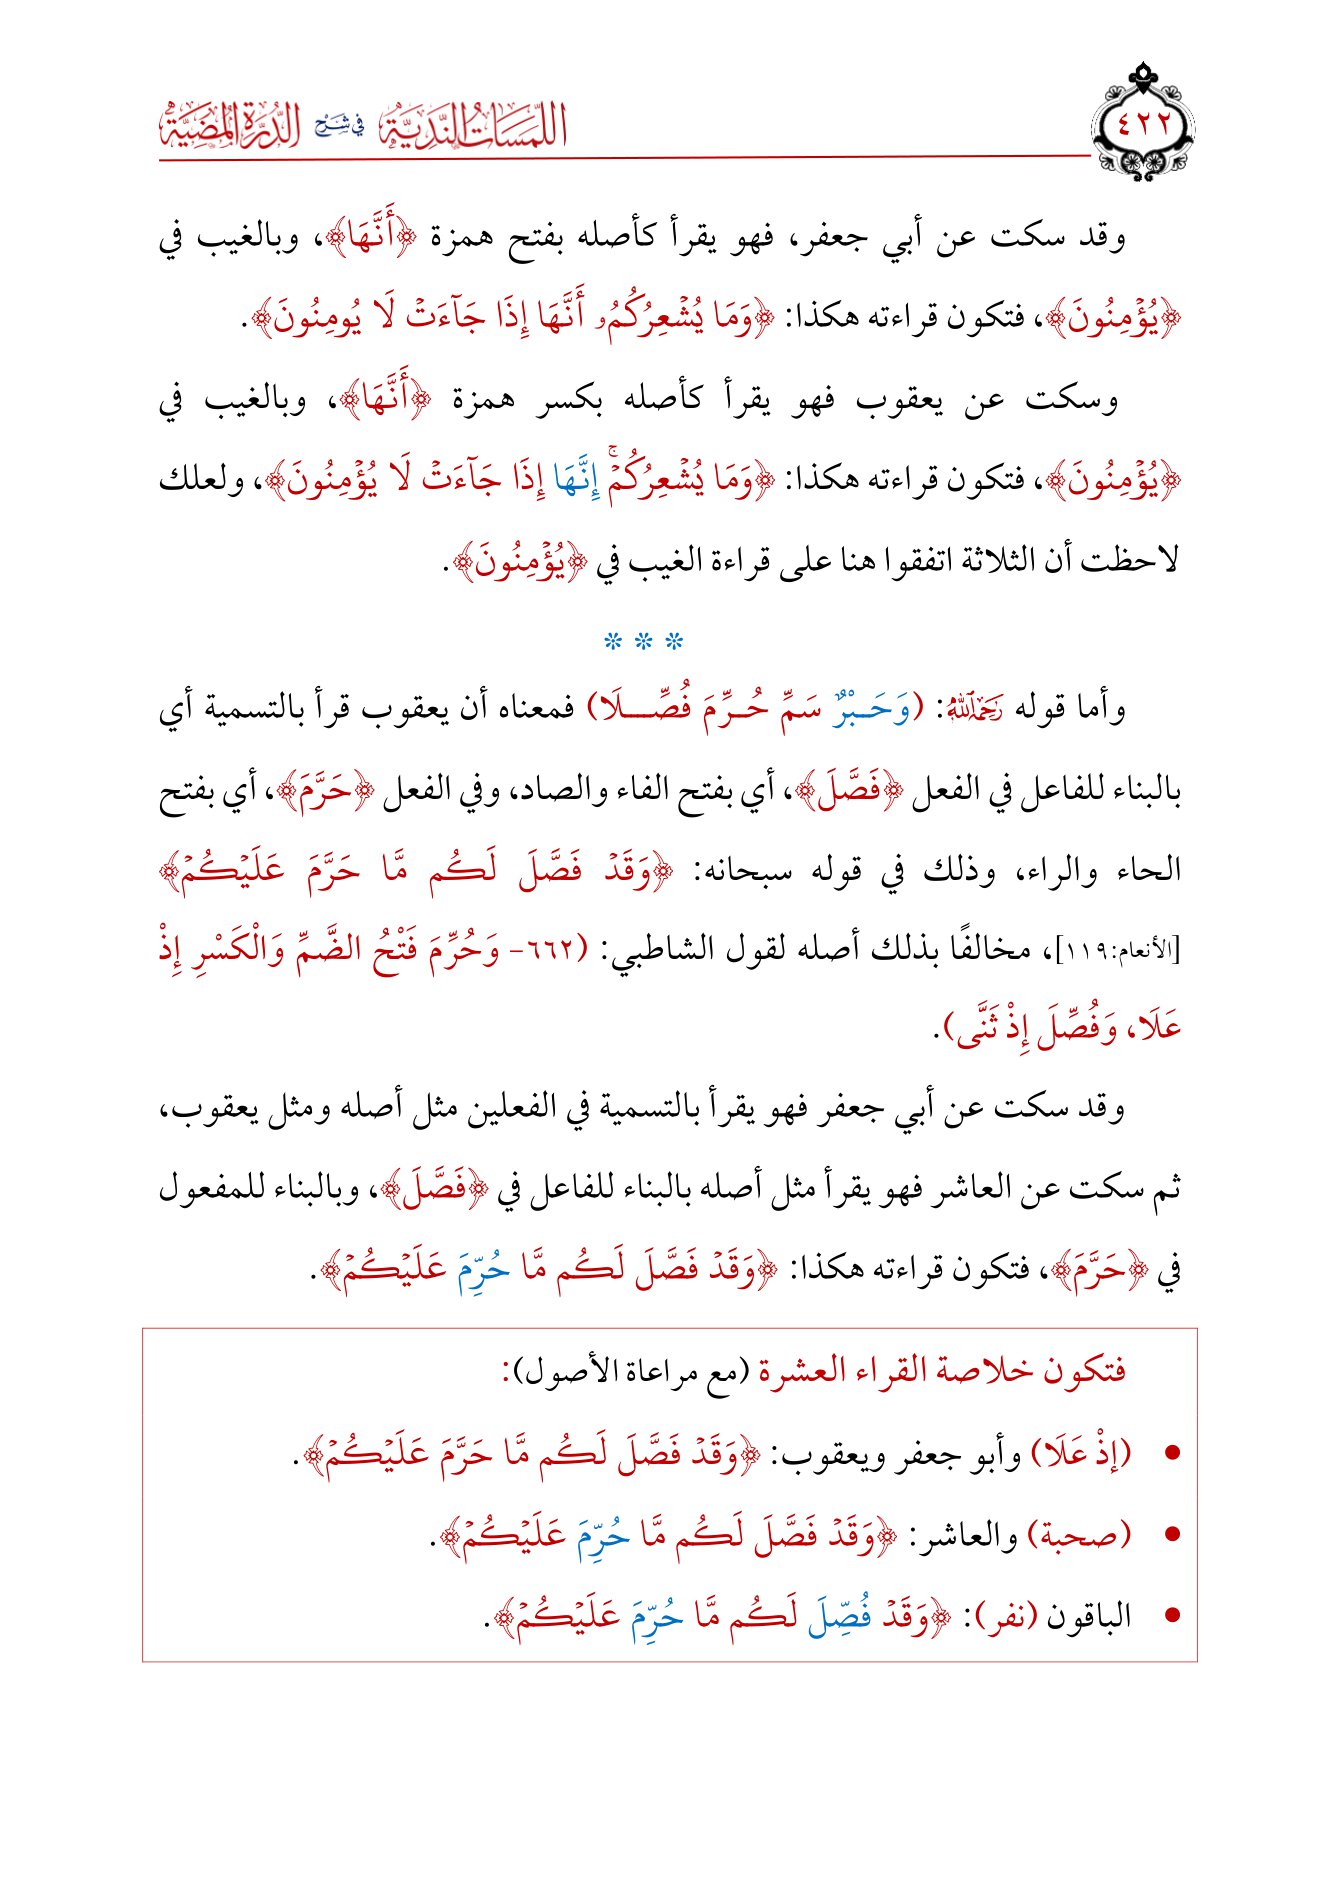 ٤٢٢
اللمسات الندية في شرح الدرة المضية
وقد سكت عن أبي جعفر، فهو يقرأ كأصله بفتح همزة ﴿أَنَّهَا﴾، وبالغيب في
﴿يُؤۡمِنُونَ﴾، فتكون قراءته هكذا: ﴿وَمَا يُشۡعِرُكُمُۥ أَنَّهَا إِذَا جَآءَتۡ لَا يُومِنُونَ﴾.
وسكت عن يعقوب فهو يقرأ كأصله بكسر همزة ﴿أَنَّهَا﴾، وبالغيب في
﴿يُؤۡمِنُونَ﴾، فتكون قراءته هكذا: ﴿وَمَا يُشۡعِرُكُمۡۚ إِنَّهَا إِذَا جَآءَتۡ لَا يُؤۡمِنُونَ﴾، ولعلك
لاحظت أن الثلاثة اتفقوا هنا على قراءة الغيب في ﴿يُؤۡمِنُونَ﴾.
* * *
وأما قوله رحمه الله: (وَحَـبْرٌ سَمِّ حُـرِّمَ فُصِّـــلَا) فمعناه أن يعقوب قرأ بالتسمية أي
بالبناء للفاعل في الفعل ﴿فَصَّلَ﴾، أي بفتح الفاء والصاد، وفي الفعل ﴿حَرَّمَ﴾، أي بفتح
الحاء والراء، وذلك في قوله سبحانه: ﴿وَقَدۡ فَصَّلَ لَكُم مَّا حَرَّمَ عَلَيۡكُمۡ﴾
[الأنعام:١١٩]، مخالفًا بذلك أصله لقول الشاطبي: (٦٦٢- وَحُرِّمَ فَتْحُ الضَّمِّ وَالْكَسْرِ إِذْ
عَلَا، وَفُصِّلَ إِذْ ثَنَّى).
وقد سكت عن أبي جعفر فهو يقرأ بالتسمية في الفعلين مثل أصله ومثل يعقوب،
ثم سكت عن العاشر فهو يقرأ مثل أصله بالبناء للفاعل في ﴿فَصَّلَ﴾، وبالبناء للمفعول
في ﴿حَرَّمَ﴾، فتكون قراءته هكذا: ﴿وَقَدۡ فَصَّلَ لَكُم مَّا حُرِّمَ عَلَيۡكُمۡ﴾.
فتكون خلاصة القراء العشرة (مع مراعاة الأصول):
• (إِذْ عَلَا) وأبو جعفر ويعقوب: ﴿وَقَدۡ فَصَّلَ لَكُم مَّا حَرَّمَ عَلَيۡكُمۡ﴾.
• (صحبة) والعاشر: ﴿وَقَدۡ فَصَّلَ لَكُم مَّا حُرِّمَ عَلَيۡكُمۡ﴾.
• الباقون (نفر): ﴿وَقَدۡ فُصِّلَ لَكُم مَّا حُرِّمَ عَلَيۡكُمۡ﴾.